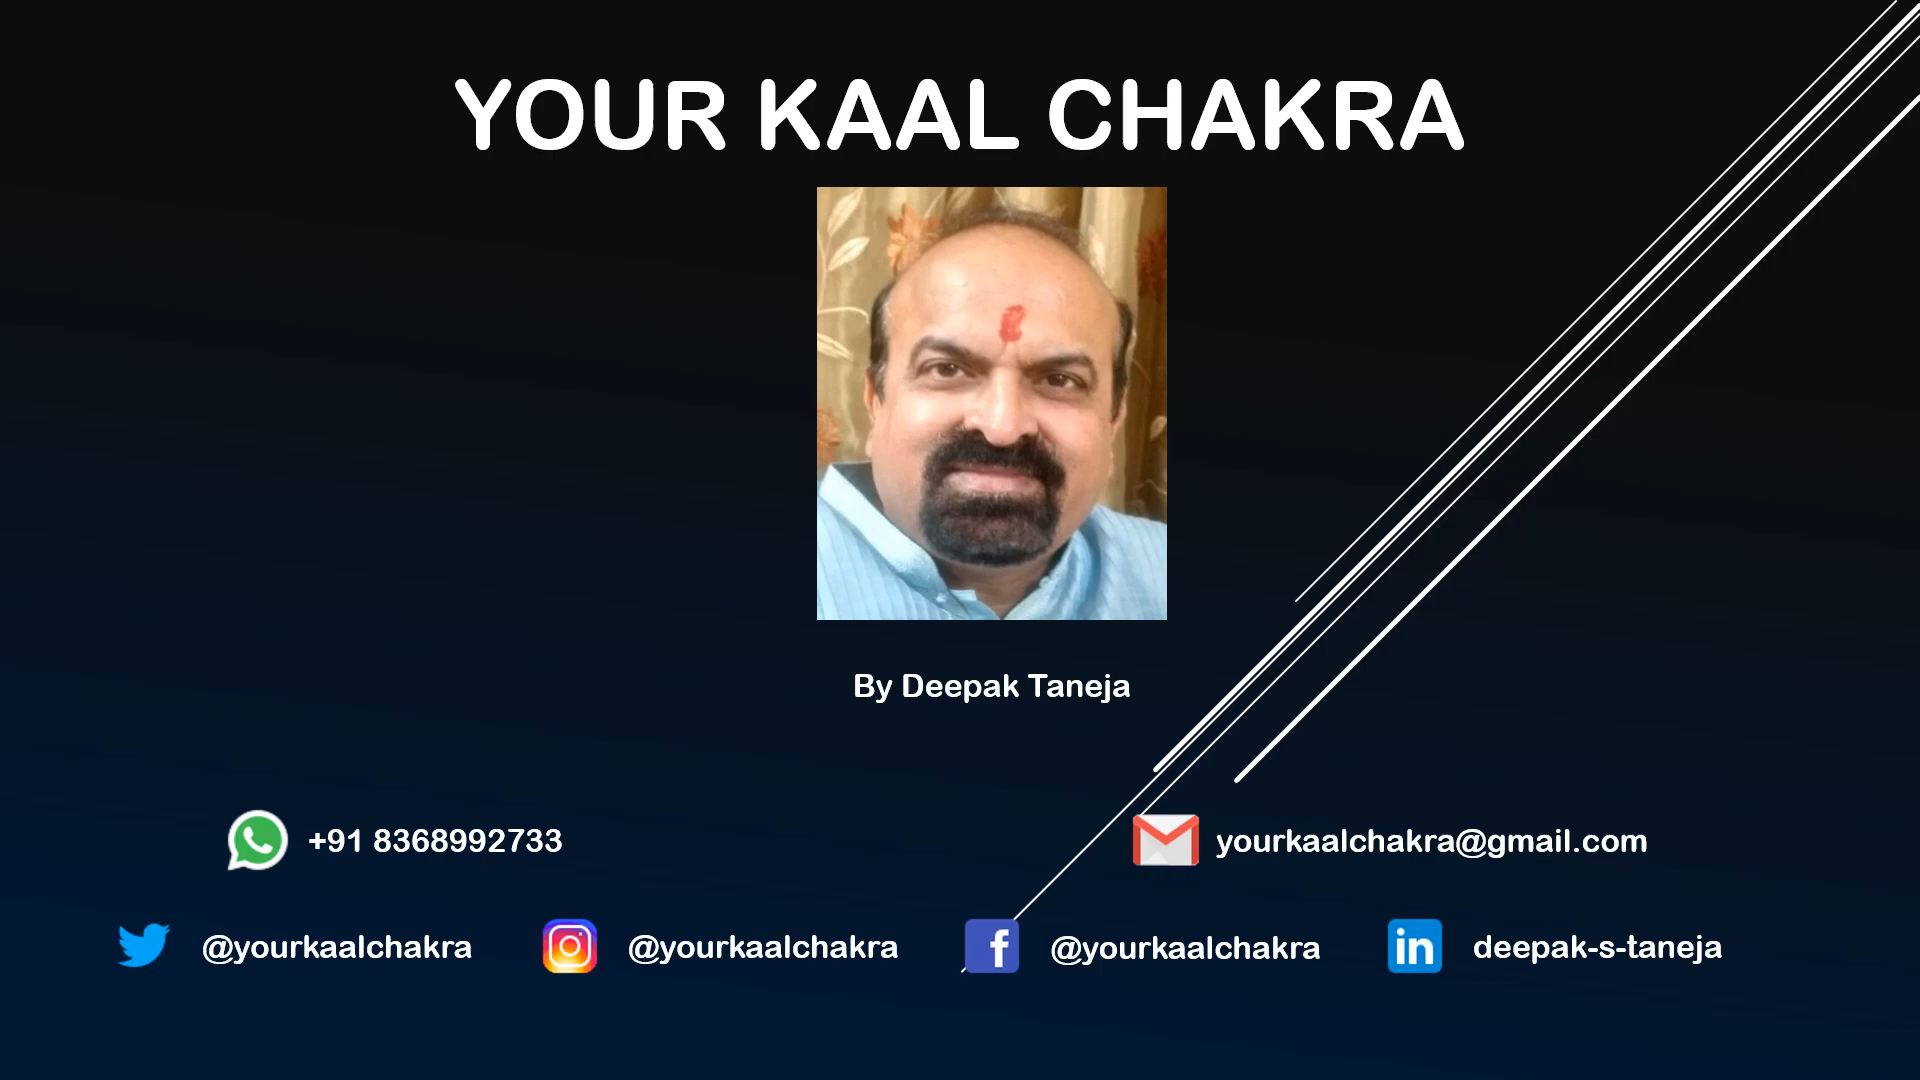 YOUR KAAL CHAKRA
By Deepak Taneja
+91 8368992733
yourkaalchakra@gmail.com
@yourkaalchakra
@yourkaalchakra
@yourkaalchakra
deepak-s-taneja